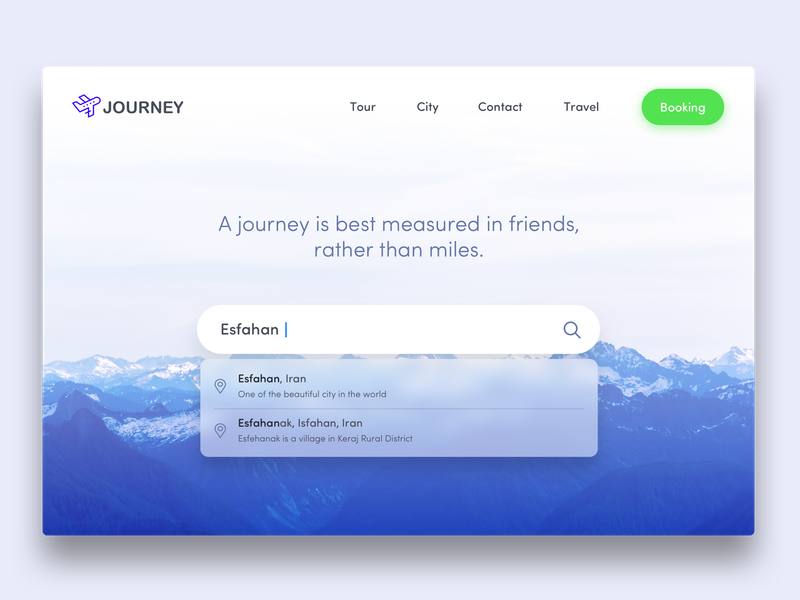 JOURNEY
Tour City Contact Travel Booking
A journey is best measured in friends,
rather than miles.
Esfahan
Esfahan, Iran
One of the beautiful city in the world
Esfahanak, Isfahan, Iran
Esfehanak is a village in Keraj Rural District